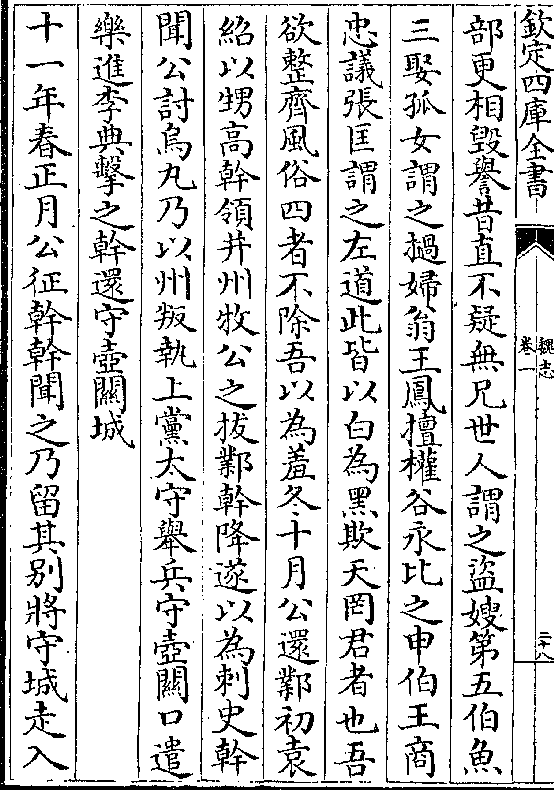 欽定四庫全書
魏志
卷一
二十八
部更相毀譽昔直不疑無兄世人謂之盜嫂第五伯魚
三娶孤女謂之撾婦翁王鳳擅權谷永比之申伯王商
忠議張匡謂之左道此皆以白為黑欺天罔君者也吾
欲整齊風俗四者不除吾以為羞冬十月公還鄴初袁
紹以甥高幹領并州牧公之拔鄴幹降遂以為刺史幹
聞公討烏丸乃以州叛執上黨太守舉兵守壺關口遣
樂進李典擊之幹還守壺關城
十一年春正月公征幹幹聞之乃留其别將守城走入